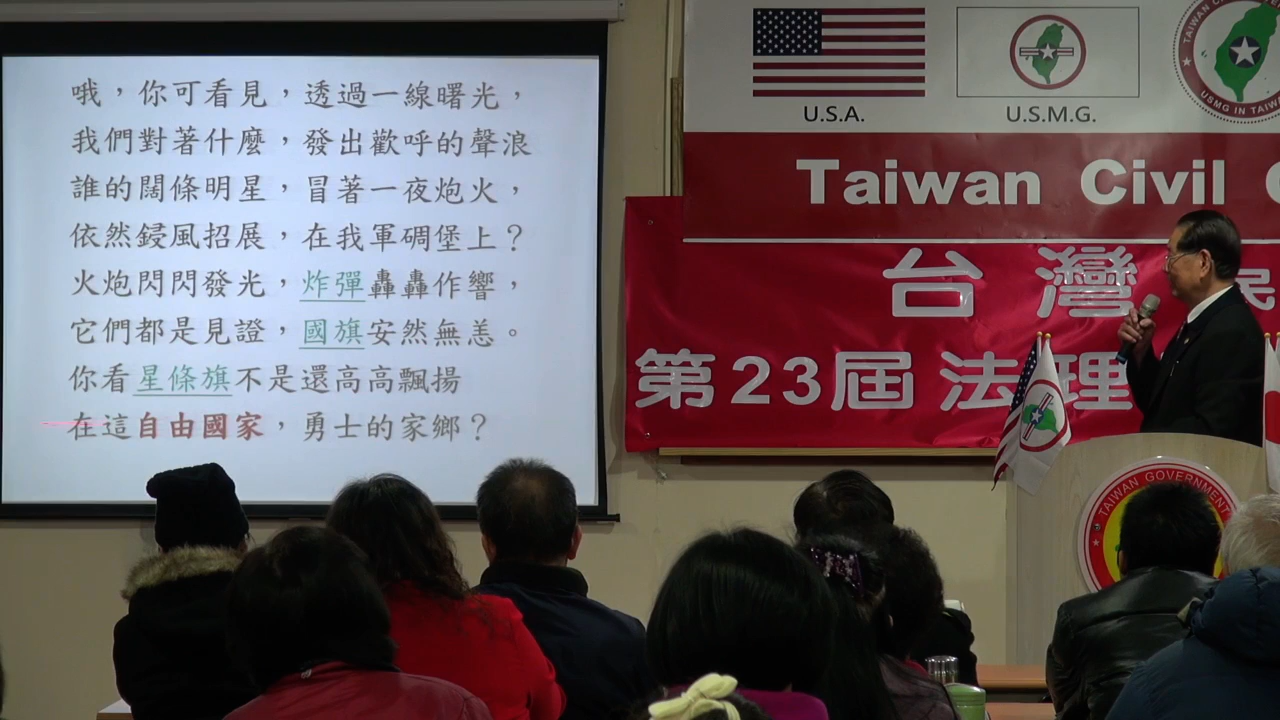 哦，你可看見，透過一線曙光，
我們對著什麼，發出歡呼的聲浪
誰的闊條明星，冒著一夜炮火，
依然鋟風招展，在我軍碉堡上？
火炮閃閃發光，炸彈轟轟作響，
它們都是見證，國旗安然無恙。
你看星條旗不是還高高飄揚
在這自由國家，勇士的家鄉？
U.S.A.
U.S.M.G.
USMG IN TAIWAN
Taiwan Civil
台灣 民
第23屆法理
TAIWAN GOVERNMENT